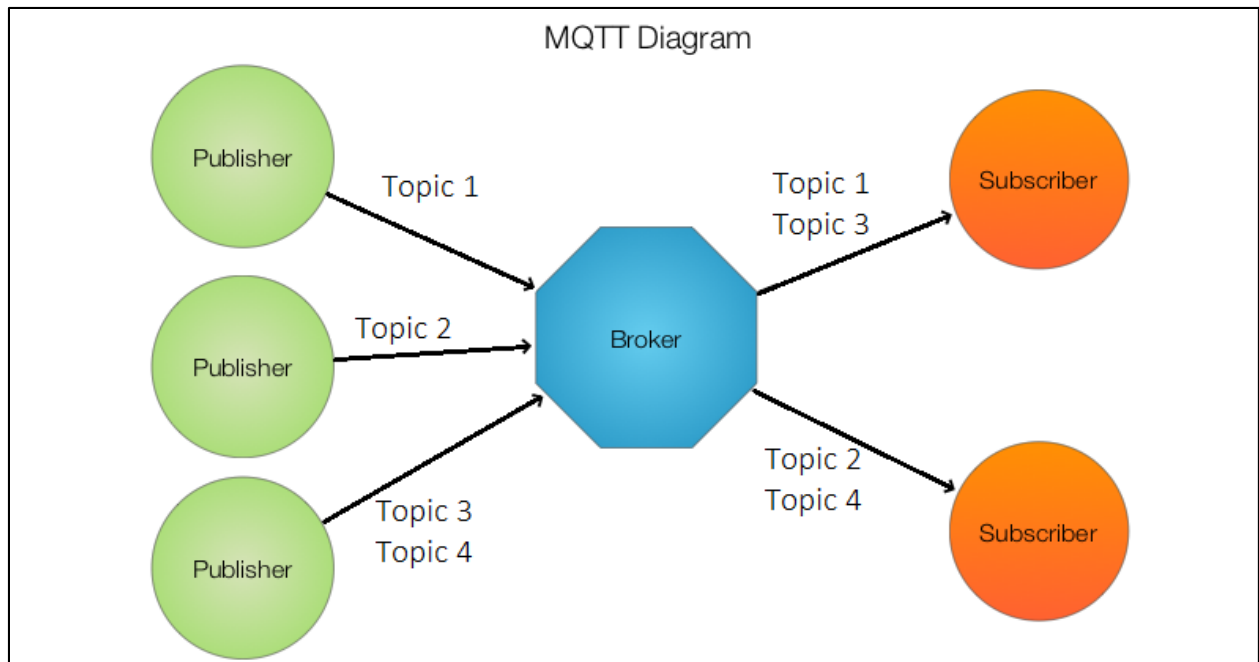 MQTT Diagram
Publisher
Topic 1
Topic 1
Topic 3
Subscriber
Publisher
Topic 2
Broker
Publisher
Topic 3
Topic 4
Topic 2
Topic 4
Subscriber